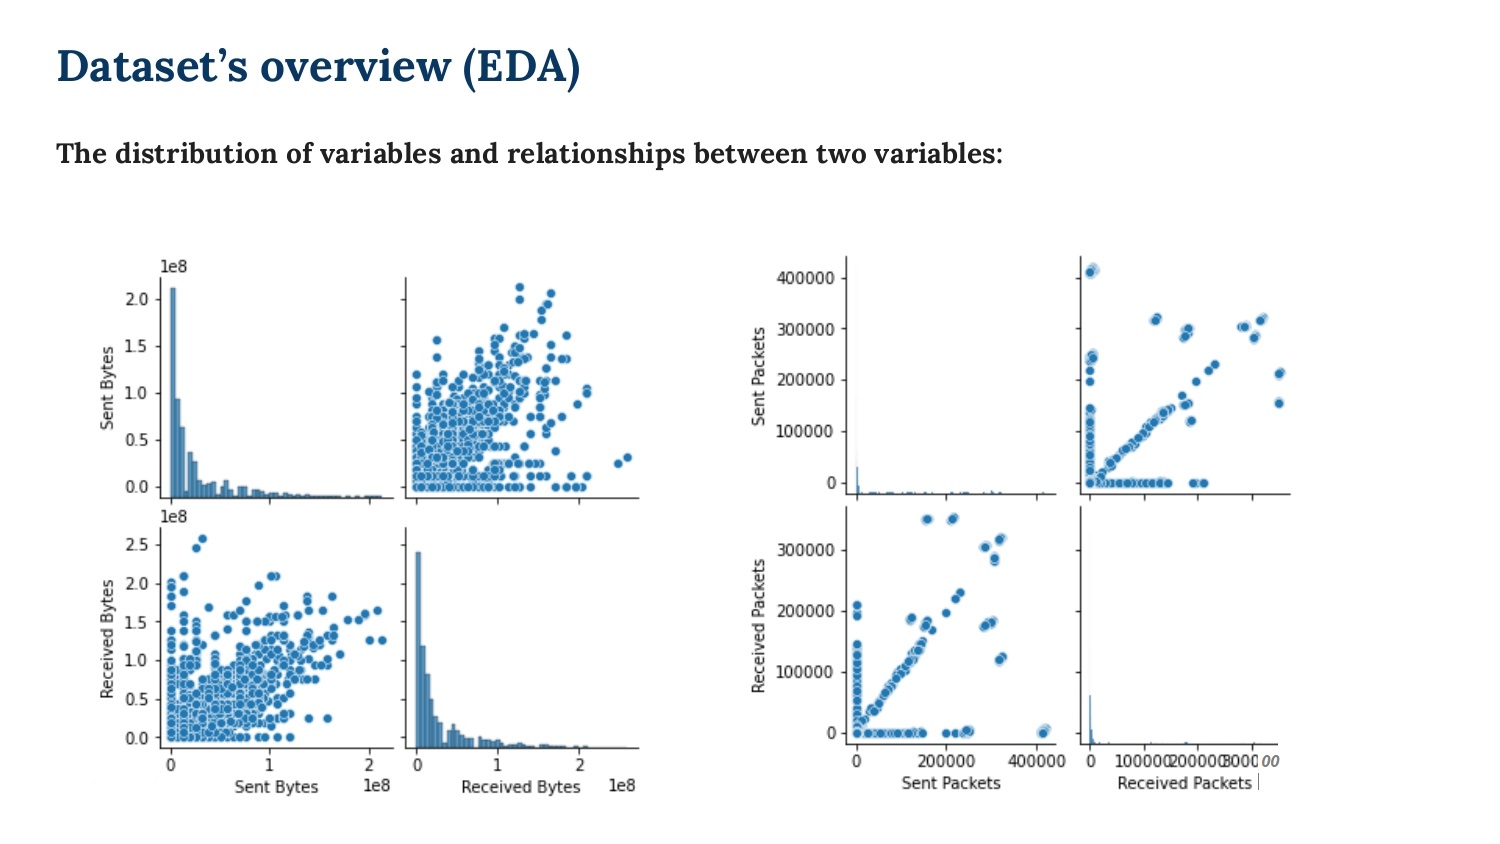 Dataset’s overview (EDA)
The distribution of variables and relationships between two variables:
1e8
2.0
1.5
1.0
0.5
0.0
Sent Bytes
1e8
2.5
2.0
1.5
1.0
0.5
0.0
Received Bytes
0 1 2
1e8
Sent Bytes
0 1 2
1e8
Received Bytes
400000
300000
200000
100000
0
Sent Packets
300000
200000
100000
0
Received Packets
0 200000 400000
Sent Packets
0 100000 200000 300000
Received Packets